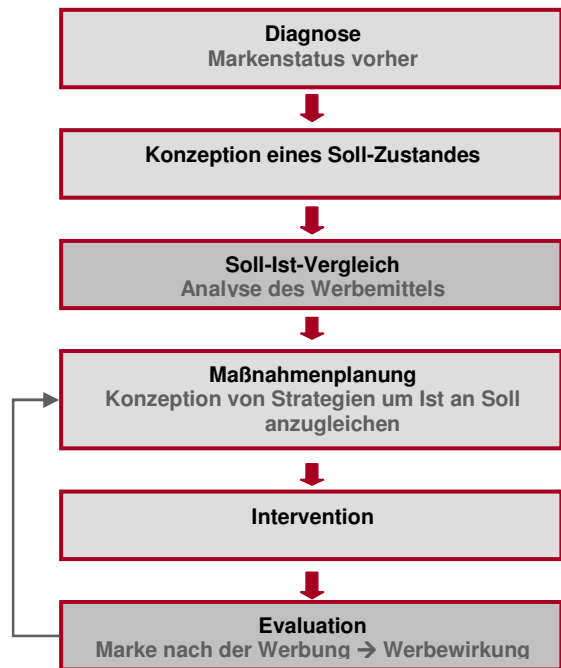 Diagnose
Markenstatus vorher
Konzeption eines Soll-Zustandes
Soll-Ist-Vergleich
Analyse des Werbemittels
Maßnahmenplanung
Konzeption von Strategien um Ist an Soll
anzugleichen
Intervention
Evaluation
Marke nach der Werbung → Werbewirkung